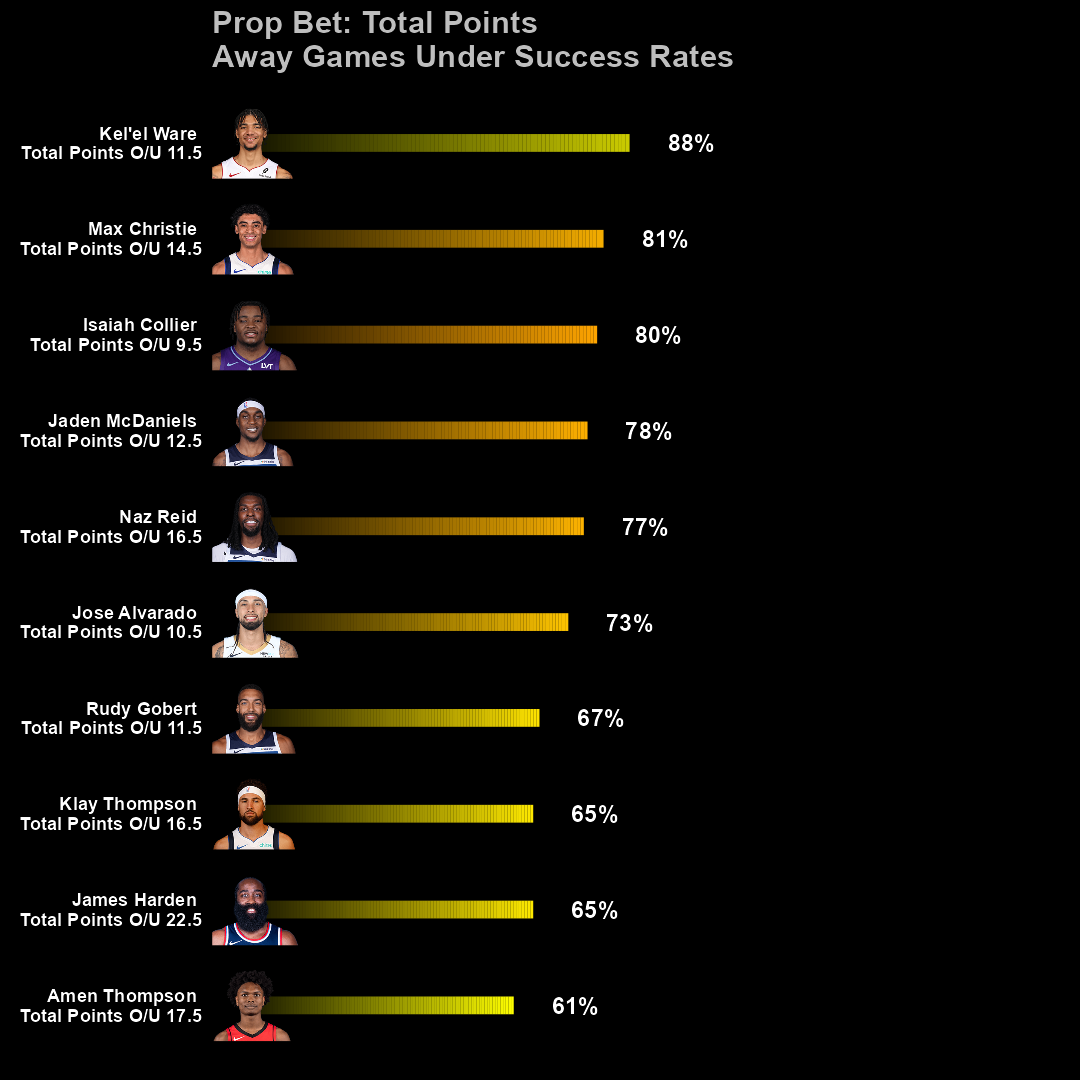 Prop Bet: Total Points
Away Games Under Success Rates
Kel'el Ware
Total Points O/U 11.5
88%
Max Christie
Total Points O/U 14.5
81%
Isaiah Collier
Total Points O/U 9.5
80%
Jaden McDaniels
Total Points O/U 12.5
78%
Naz Reid
Total Points O/U 16.5
77%
Jose Alvarado
Total Points O/U 10.5
73%
Rudy Gobert
Total Points O/U 11.5
67%
Klay Thompson
Total Points O/U 16.5
65%
James Harden
Total Points O/U 22.5
65%
Amen Thompson
Total Points O/U 17.5
61%